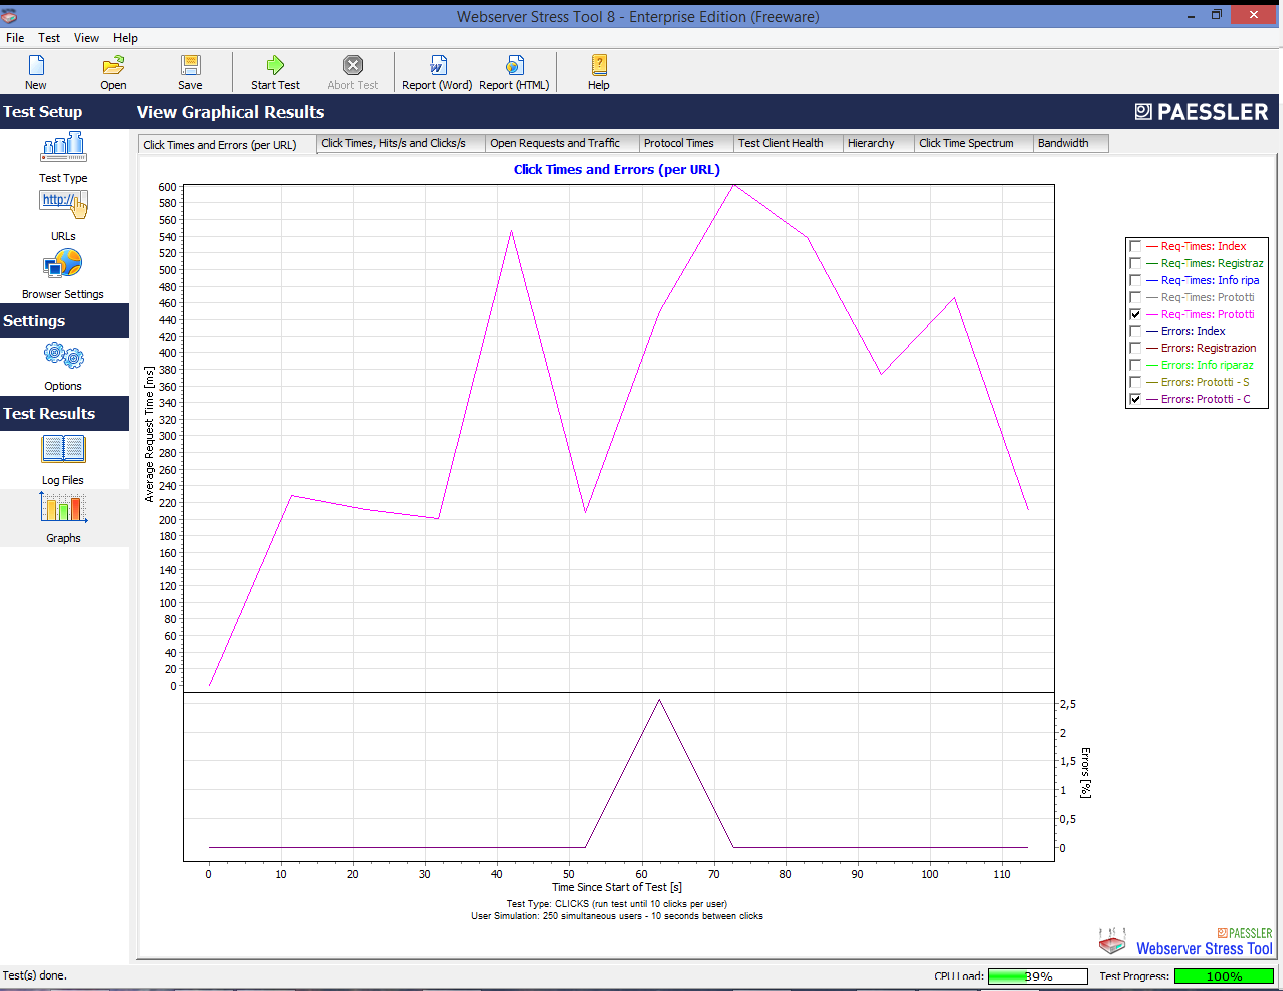 Webserver Stress Tool 8 - Enterprise Edition (Freeware)
File Test View Help
New Open Save Start Test Abort Test Report (Word) Report (HTML) Help
Test Setup
View Graphical Results
PAESSLER
Click Times and Errors (per URL) Click Times, Hits/s and Clicks/s Open Requests and Traffic Protocol Times Test Client Health Hierarchy Click Time Spectrum Bandwidth
Test Type
http://
URLs
Browser Settings
Settings
Options
Test Results
Log Files
Graphs
Click Times and Errors (per URL)
600
580
560
540
520
500
480
460
440
420
400
380
360
340
320
300
280
260
240
220
200
180
160
140
120
100
80
60
40
20
0
Average Request Time [ms]
2,5
2
1,5
1
0,5
0
Errors [%]
0 10 20 30 40 50 60 70 80 90 100 110
Time Since Start of Test [s]
Test Type: CLICKS (run test until 10 clicks per user)
User Simulation: 250 simultaneous users - 10 seconds between clicks
Req-Times: Index
Req-Times: Registraz
Req-Times: Info ripa
Req-Times: Prototti
Req-Times: Prototti
Errors: Index
Errors: Registrazion
Errors: Info riparaz
Errors: Prototti - S
Errors: Prototti - C
PAESSLER
Webserver Stress Tool
Test(s) done.
CPU Load: 39% Test Progress: 100%